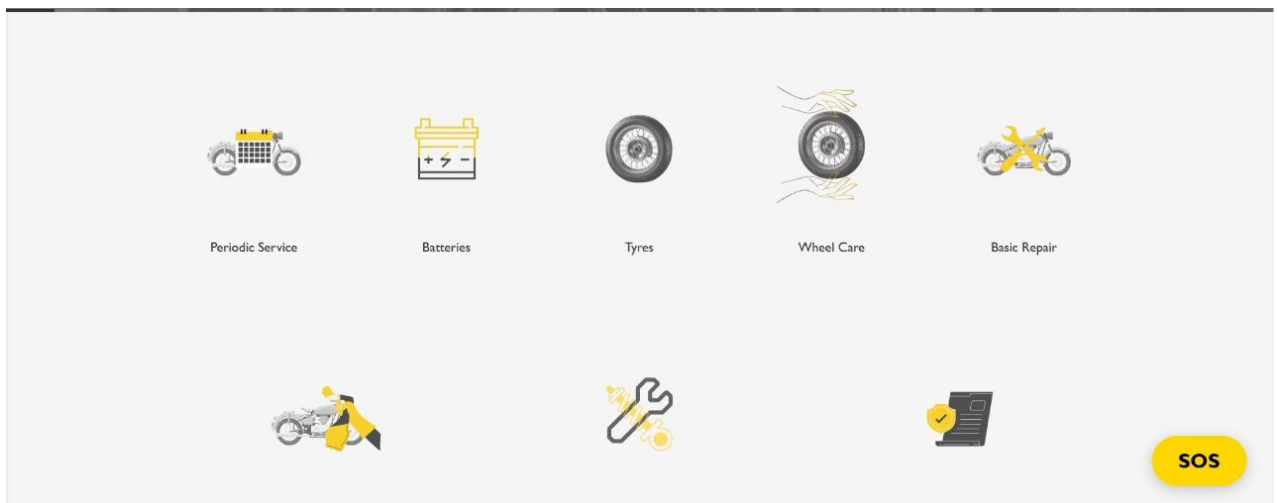 Periodic Service
Batteries
Tyres
Wheel Care
Basic Repair
SOS